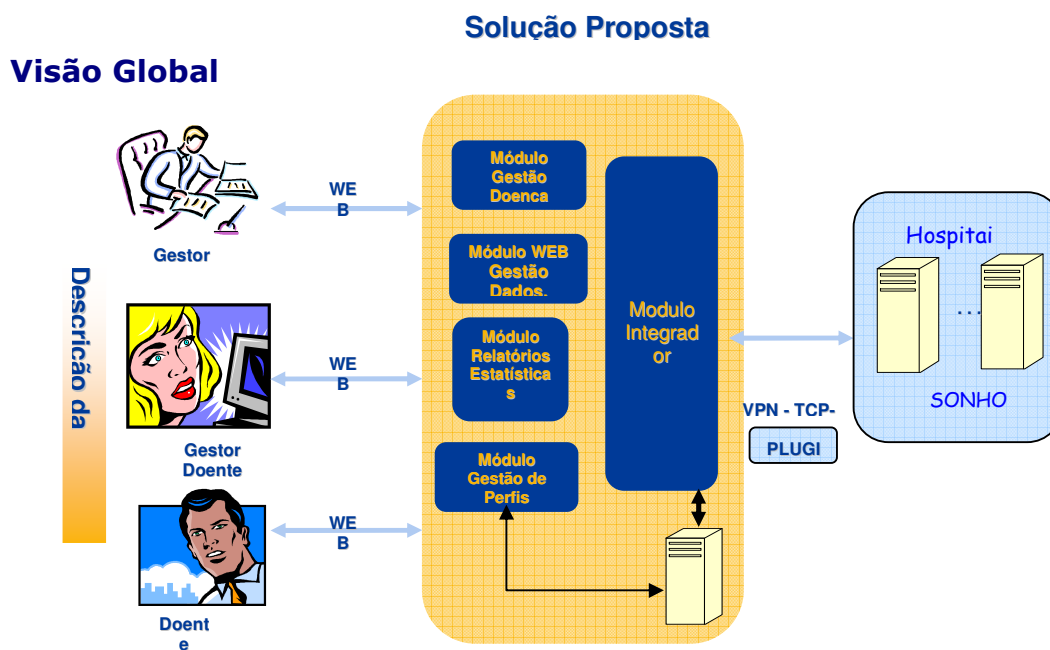 Solução Proposta
Visão Global
Descrição da
WE
B
Gestor
WE
B
Gestor
Doente
WE
B
Doent
e
Módulo
Gestão
Doenca
Módulo WEB
Gestão
Dados.
Módulo
Relatórios
Estatística
s
Módulo
Gestão de
Perfis
Modulo
Integrad
or
VPN - TCP-
PLUGI
Hospitai
...
SONHO